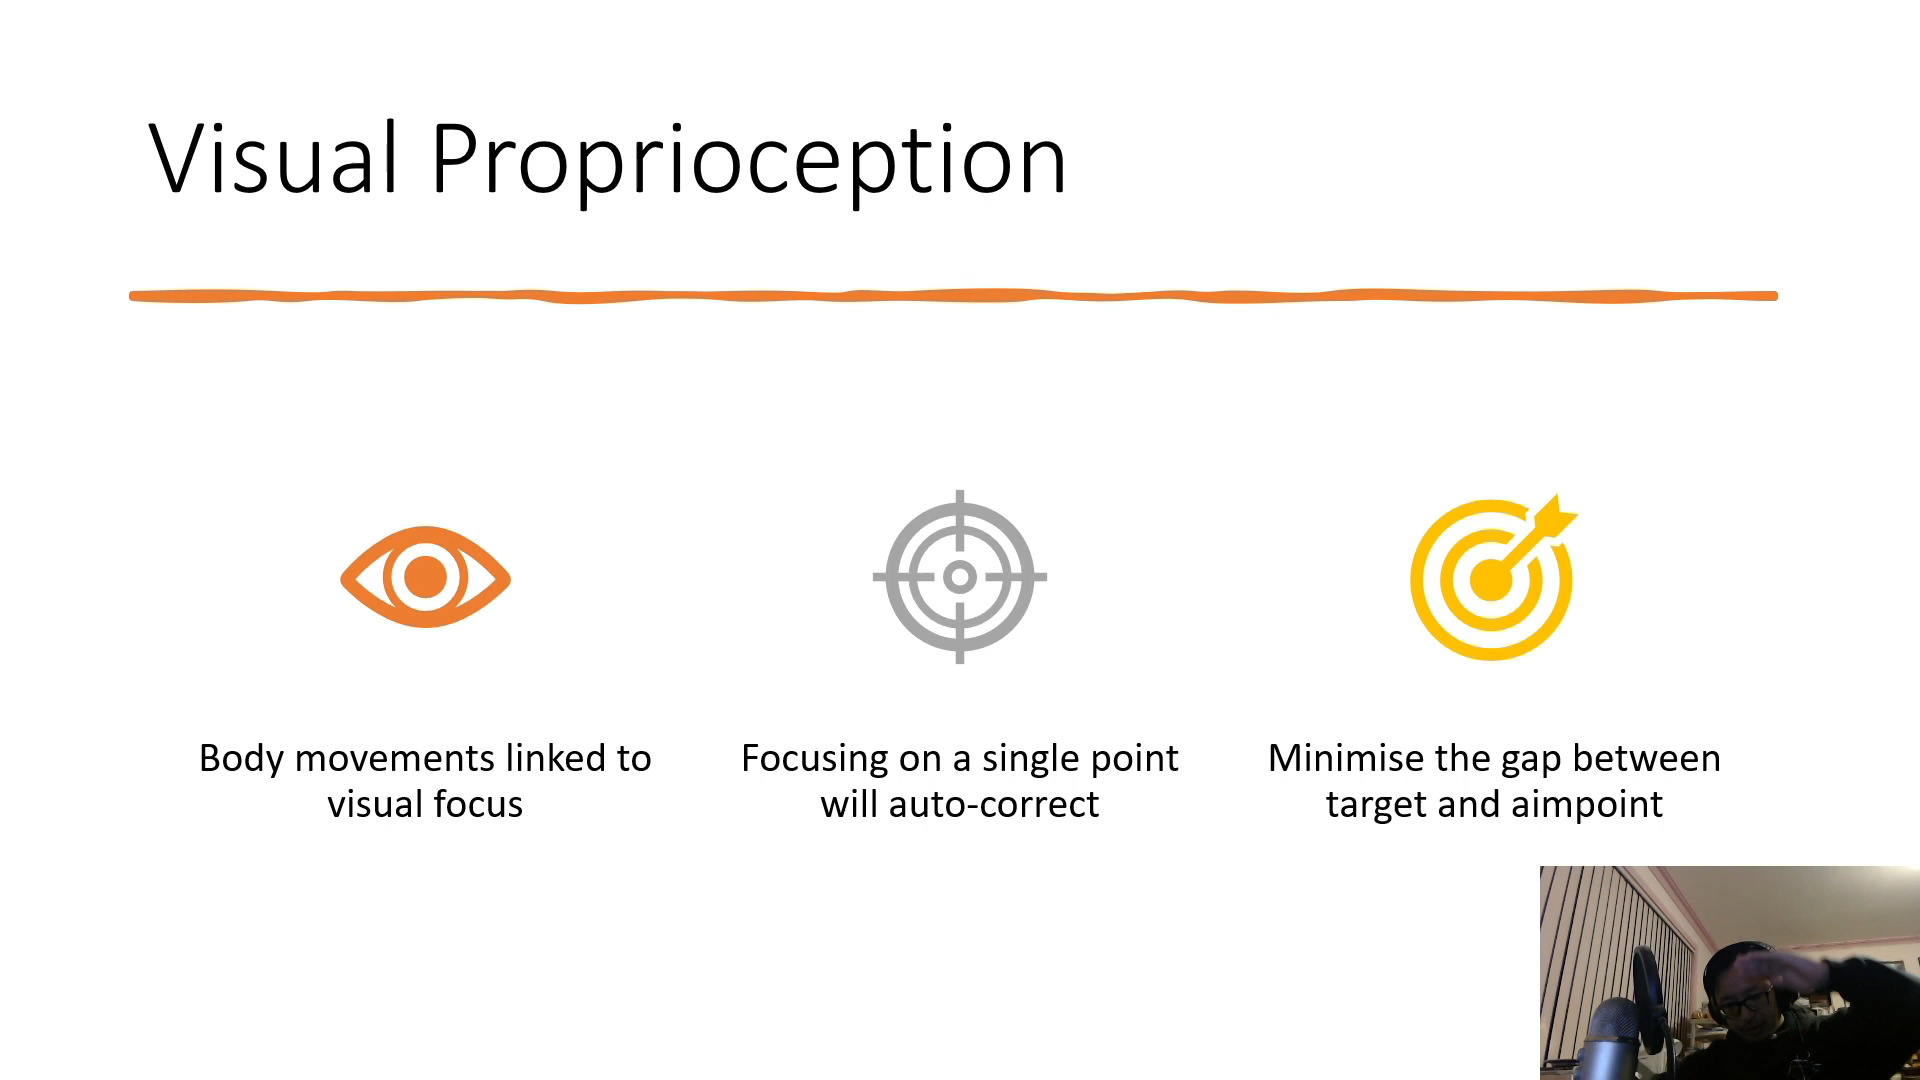 Visual Proprioception
Body movements linked to
visual focus
Focusing on a single point
will auto-correct
Minimise the gap between
target and aimpoint